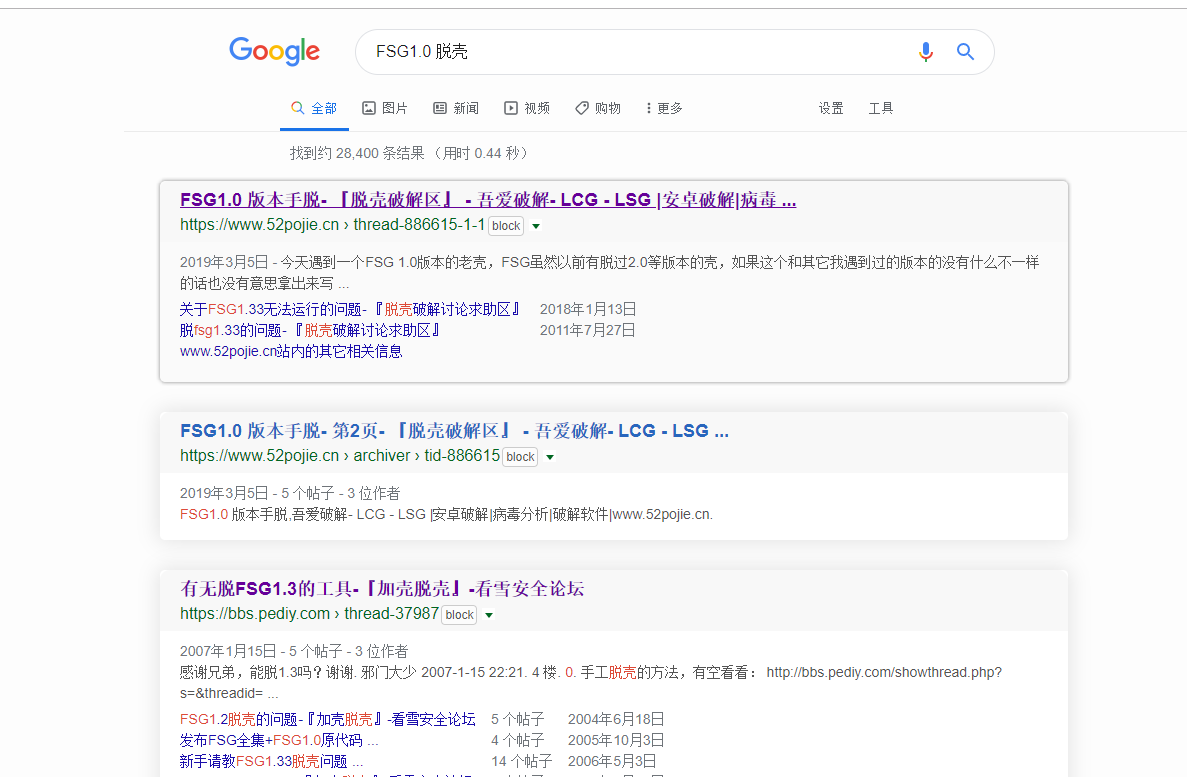 Google
FSG1.0 脱壳
全部 图片 新闻 视频 购物 更多 设置 工具
找到约 28,400 条结果 （用时 0.44 秒）
FSG1.0 版本手脱- 『脱壳破解区』 - 吾爱破解- LCG - LSG |安卓破解|病毒 ...
https://www.52pojie.cn › thread-886615-1-1 block
2019年3月5日 - 今天遇到一个FSG 1.0版本的老壳，FSG虽然以前有脱过2.0等版本的壳，如果这个和其它我遇到过的版本的没有什么不一样
的话也没有意思拿出来写 ...
关于FSG1.33无法运行的问题- 『脱壳破解讨论求助区』 2018年1月13日
脱fsg1.33的问题- 『脱壳破解讨论求助区』 2011年7月27日
www.52pojie.cn站内的其它相关信息
FSG1.0 版本手脱- 第2页- 『脱壳破解区』 - 吾爱破解- LCG - LSG ...
https://www.52pojie.cn › archiver › tid-886615 block
2019年3月5日 - 5 个帖子 - 3 位作者
FSG1.0 版本手脱,吾爱破解- LCG - LSG |安卓破解|病毒分析|破解软件|www.52pojie.cn.
有无脱FSG1.3的工具-『加壳脱壳』-看雪安全论坛
https://bbs.pediy.com › thread-37987 block
2007年1月15日 - 5 个帖子 - 3 位作者
感谢兄弟，能脱1.3吗？谢谢. 邪门大少 2007-1-15 22:21. 4 楼. 0. 手工脱壳的方法，有空看看： http://bbs.pediy.com/showthread.php?
s=&threadid= ...
FSG1.2脱壳的问题-『加壳脱壳』-看雪安全论坛 5 个帖子 2004年6月18日
发布FSG全集+FSG1.0原代码 ... 4 个帖子 2005年10月3日
新手请教FSG1.33脱壳问题 ... 14 个帖子 2006年5月3日